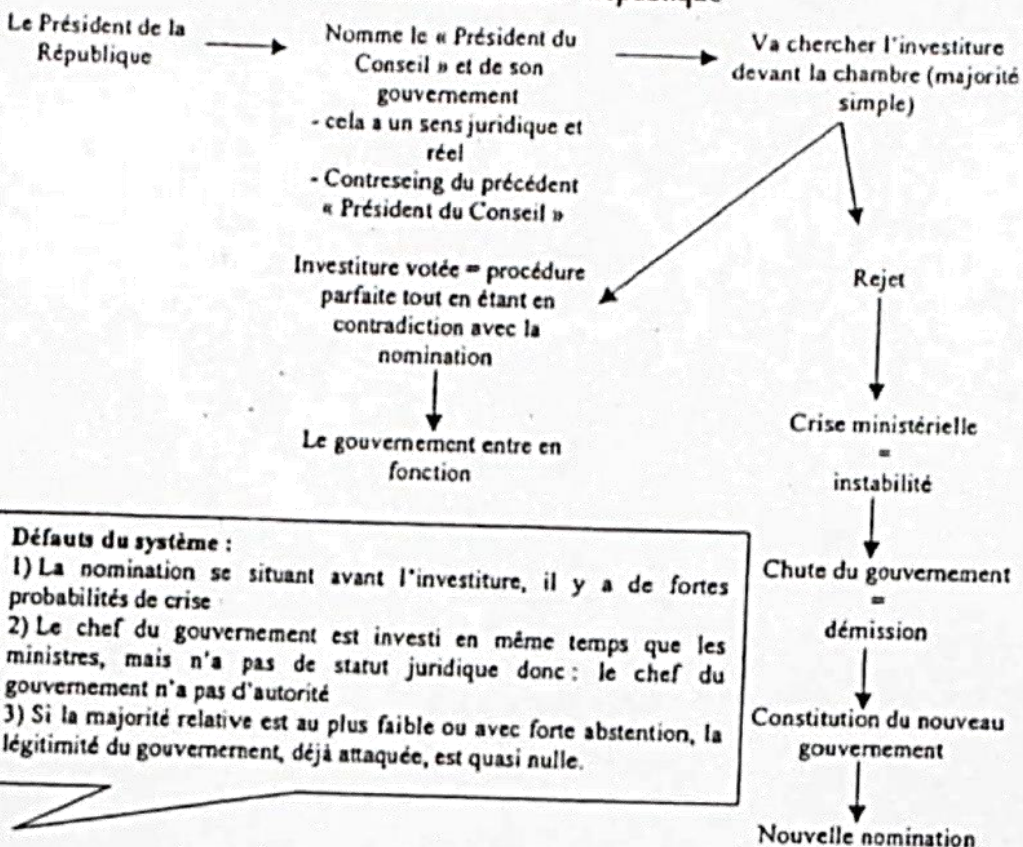 République
Le Président de la
République
Nomme le « Président du
Conseil » et de son
gouvernement
- cela a un sens juridique et
réel
- Contreseing du précédent
« Président du Conseil »
Va chercher l'investiture
devant la chambre (majorité
simple)
Investiture votée = procédure
parfaite tout en étant en
contradiction avec la
nomination
Le gouvernement entre en
fonction
Rejet
Crise ministérielle
=
instabilité
Chute du gouvernement
=
démission
Constitution du nouveau
gouvernement
Nouvelle nomination
Défauts du système :
1) La nomination se situant avant l'investiture, il y a de fortes
probabilités de crise
2) Le chef du gouvernement est investi en même temps que les
ministres, mais n'a pas de statut juridique donc : le chef du
gouvernement n'a pas d'autorité
3) Si la majorité relative est au plus faible ou avec forte abstention, la
légitimité du gouvernement, déjà attaquée, est quasi nulle.